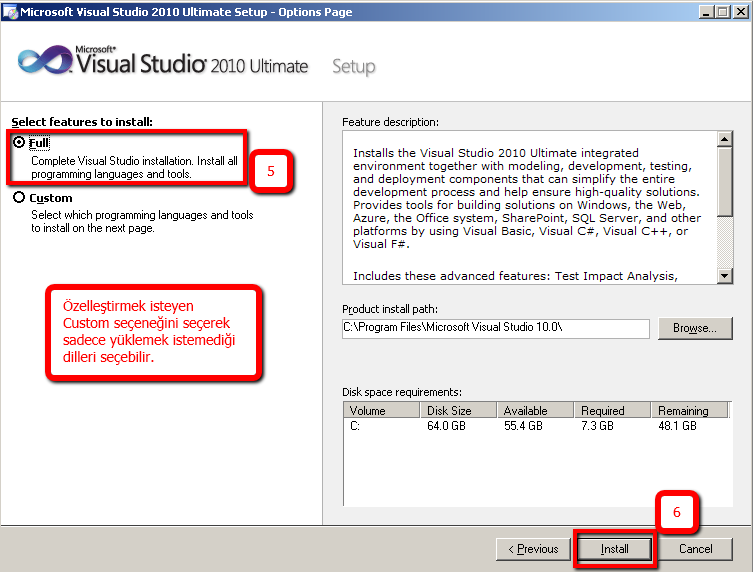 Microsoft Visual Studio 2010 Ultimate Setup - Options Page
Microsoft®
Visual Studio® 2010 Ultimate Setup
Select features to install:
Full
Complete Visual Studio installation. Install all
programming languages and tools.
5
Custom
Select which programming languages and tools
to install on the next page.
Özelleştirmek isteyen
Custom seçeneğini seçerek
sadece yüklemek istemediği
dilleri seçebilir.
Feature description:
Installs the Visual Studio 2010 Ultimate integrated
environment together with modeling, development, testing,
and deployment components that can simplify the entire
development process and help ensure high-quality solutions.
Provides tools for building solutions on Windows, the Web,
Azure, the Office system, SharePoint, SQL Server, and other
platforms by using Visual Basic, Visual C#, Visual C++, or
Visual F#.
Includes these advanced features: Test Impact Analysis,
Product install path:
C:\Program Files\Microsoft Visual Studio 10.0\
Browse...
Disk space requirements:
Volume Disk Size Available Required Remaining
C: 64.0 GB 55.4 GB 7.3 GB 48.1 GB
6
< Previous Install Cancel